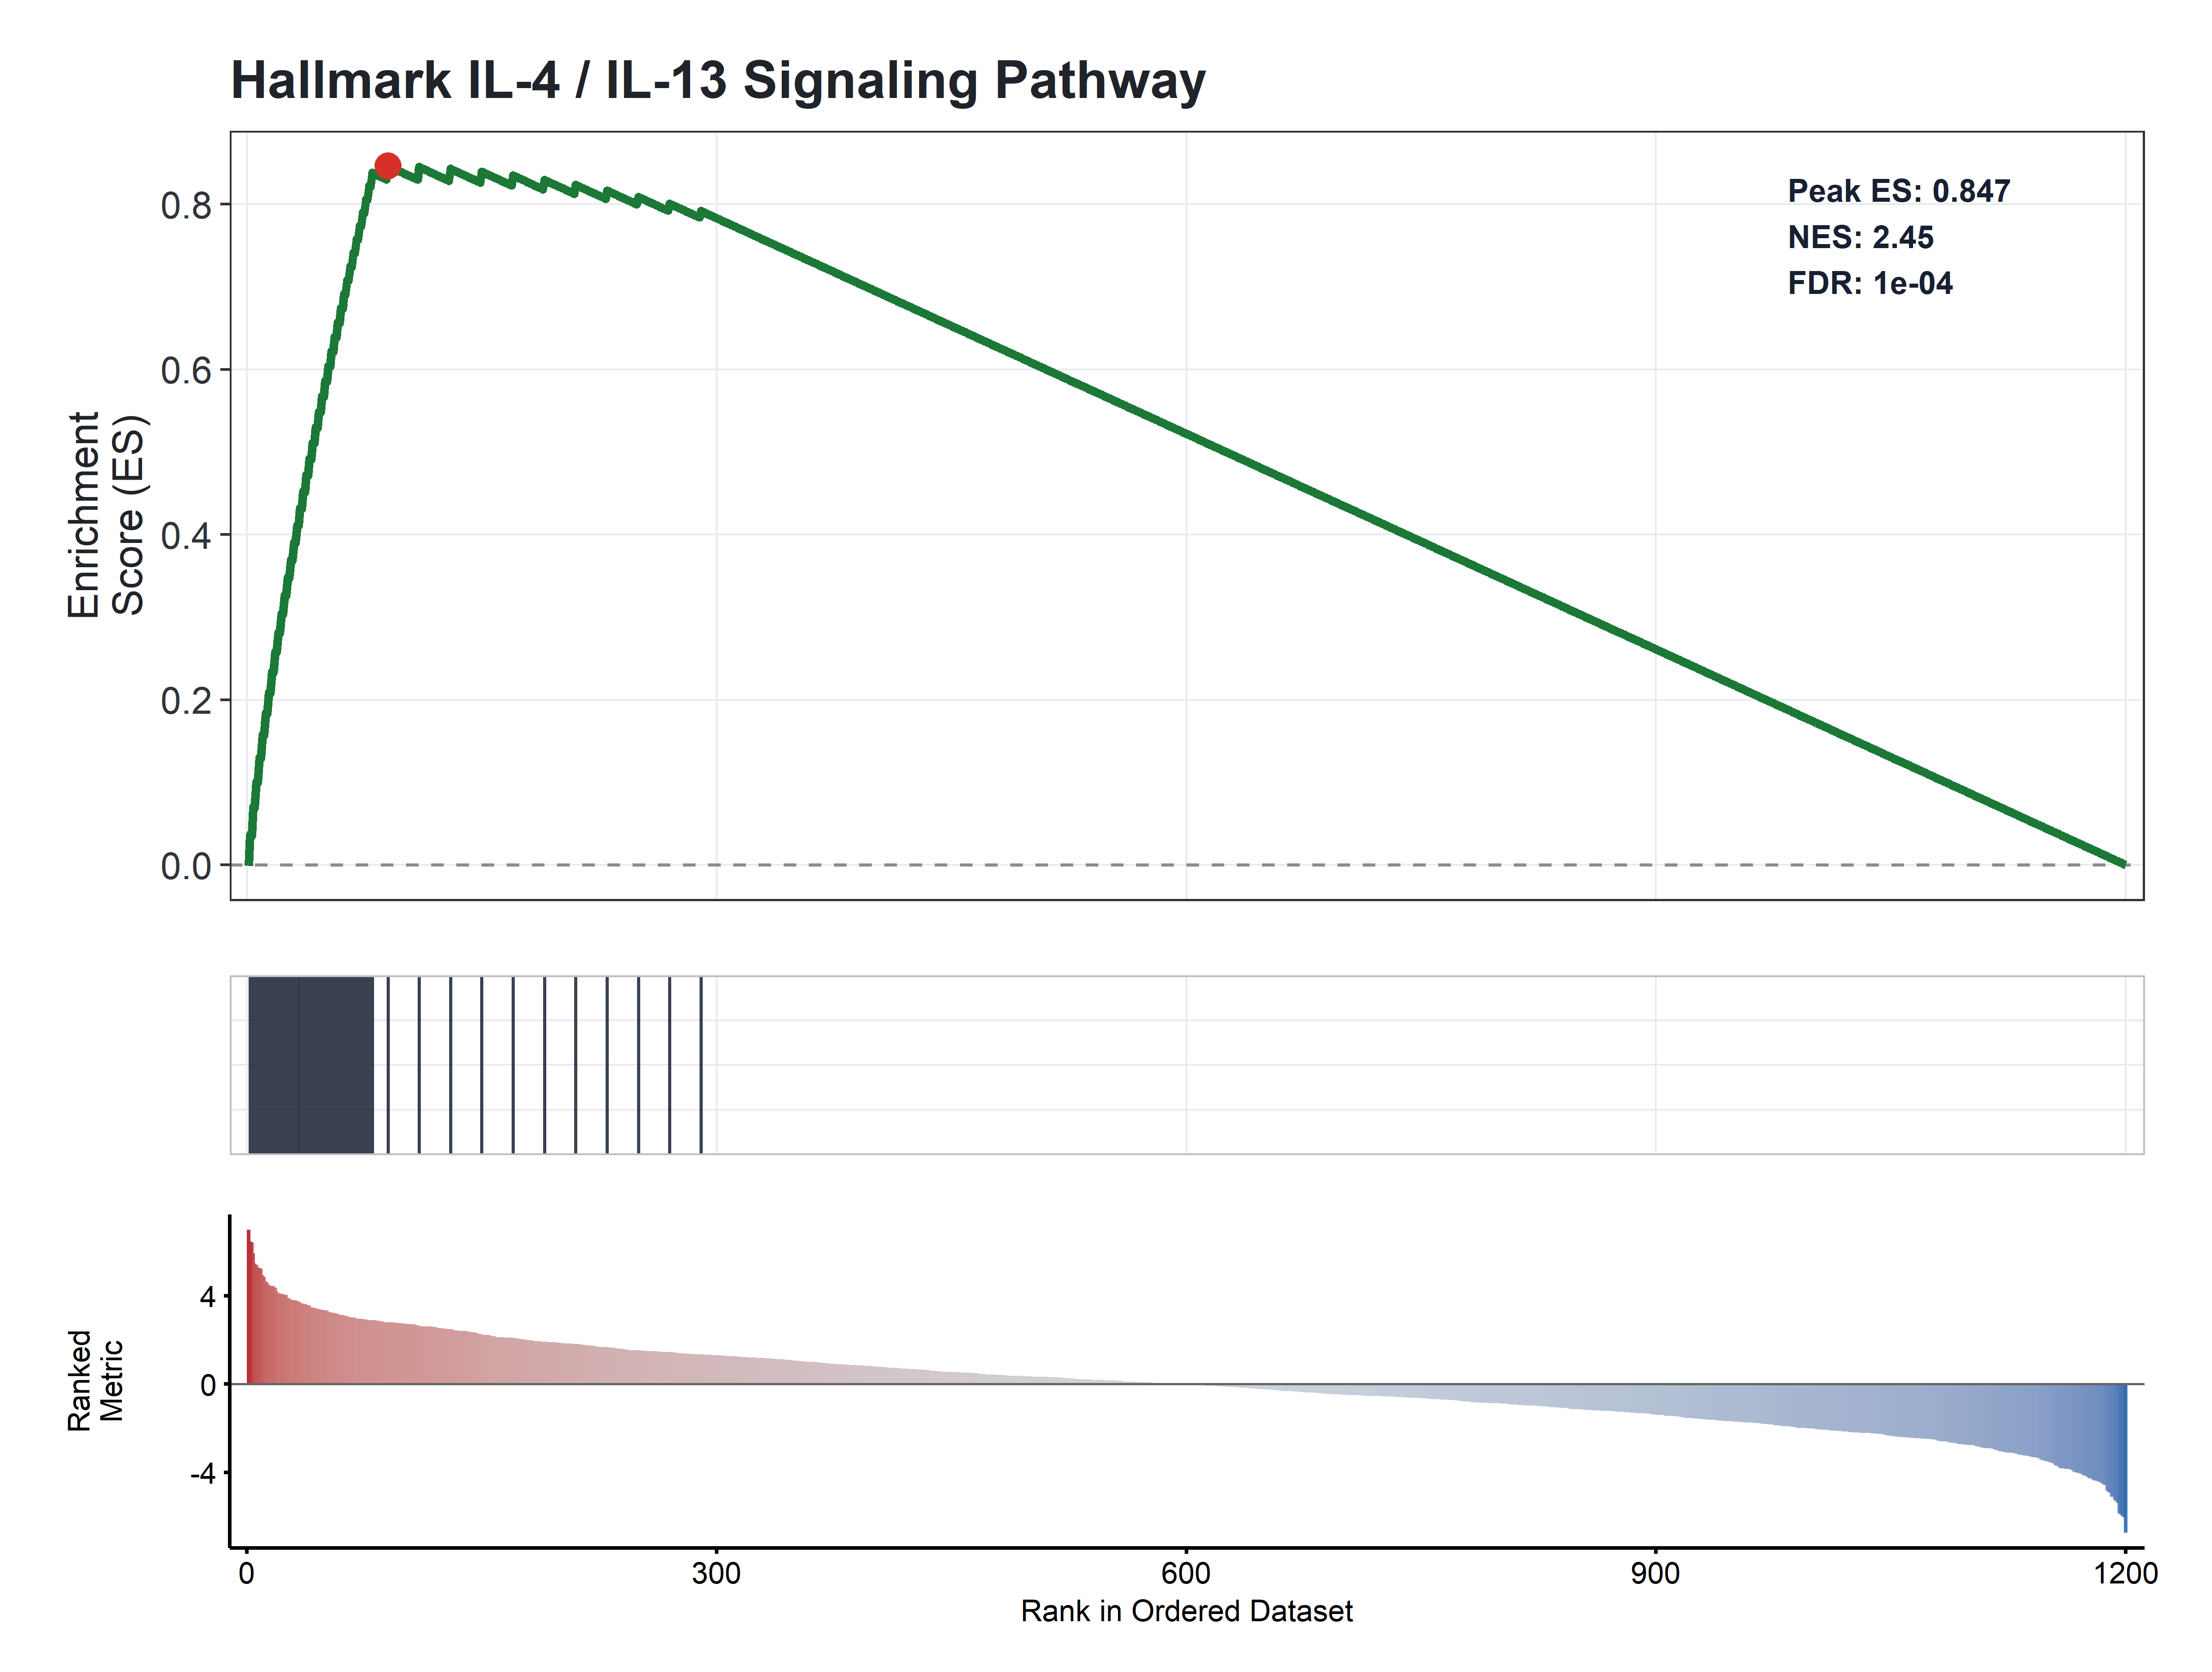 Hallmark IL-4 / IL-13 Signaling Pathway
Enrichment
Score (ES)
0.8
0.6
0.4
0.2
0.0
Peak ES: 0.847
NES: 2.45
FDR: 1e-04
Ranked
Metric
4
0
-4
0
300
600
900
1200
Rank in Ordered Dataset